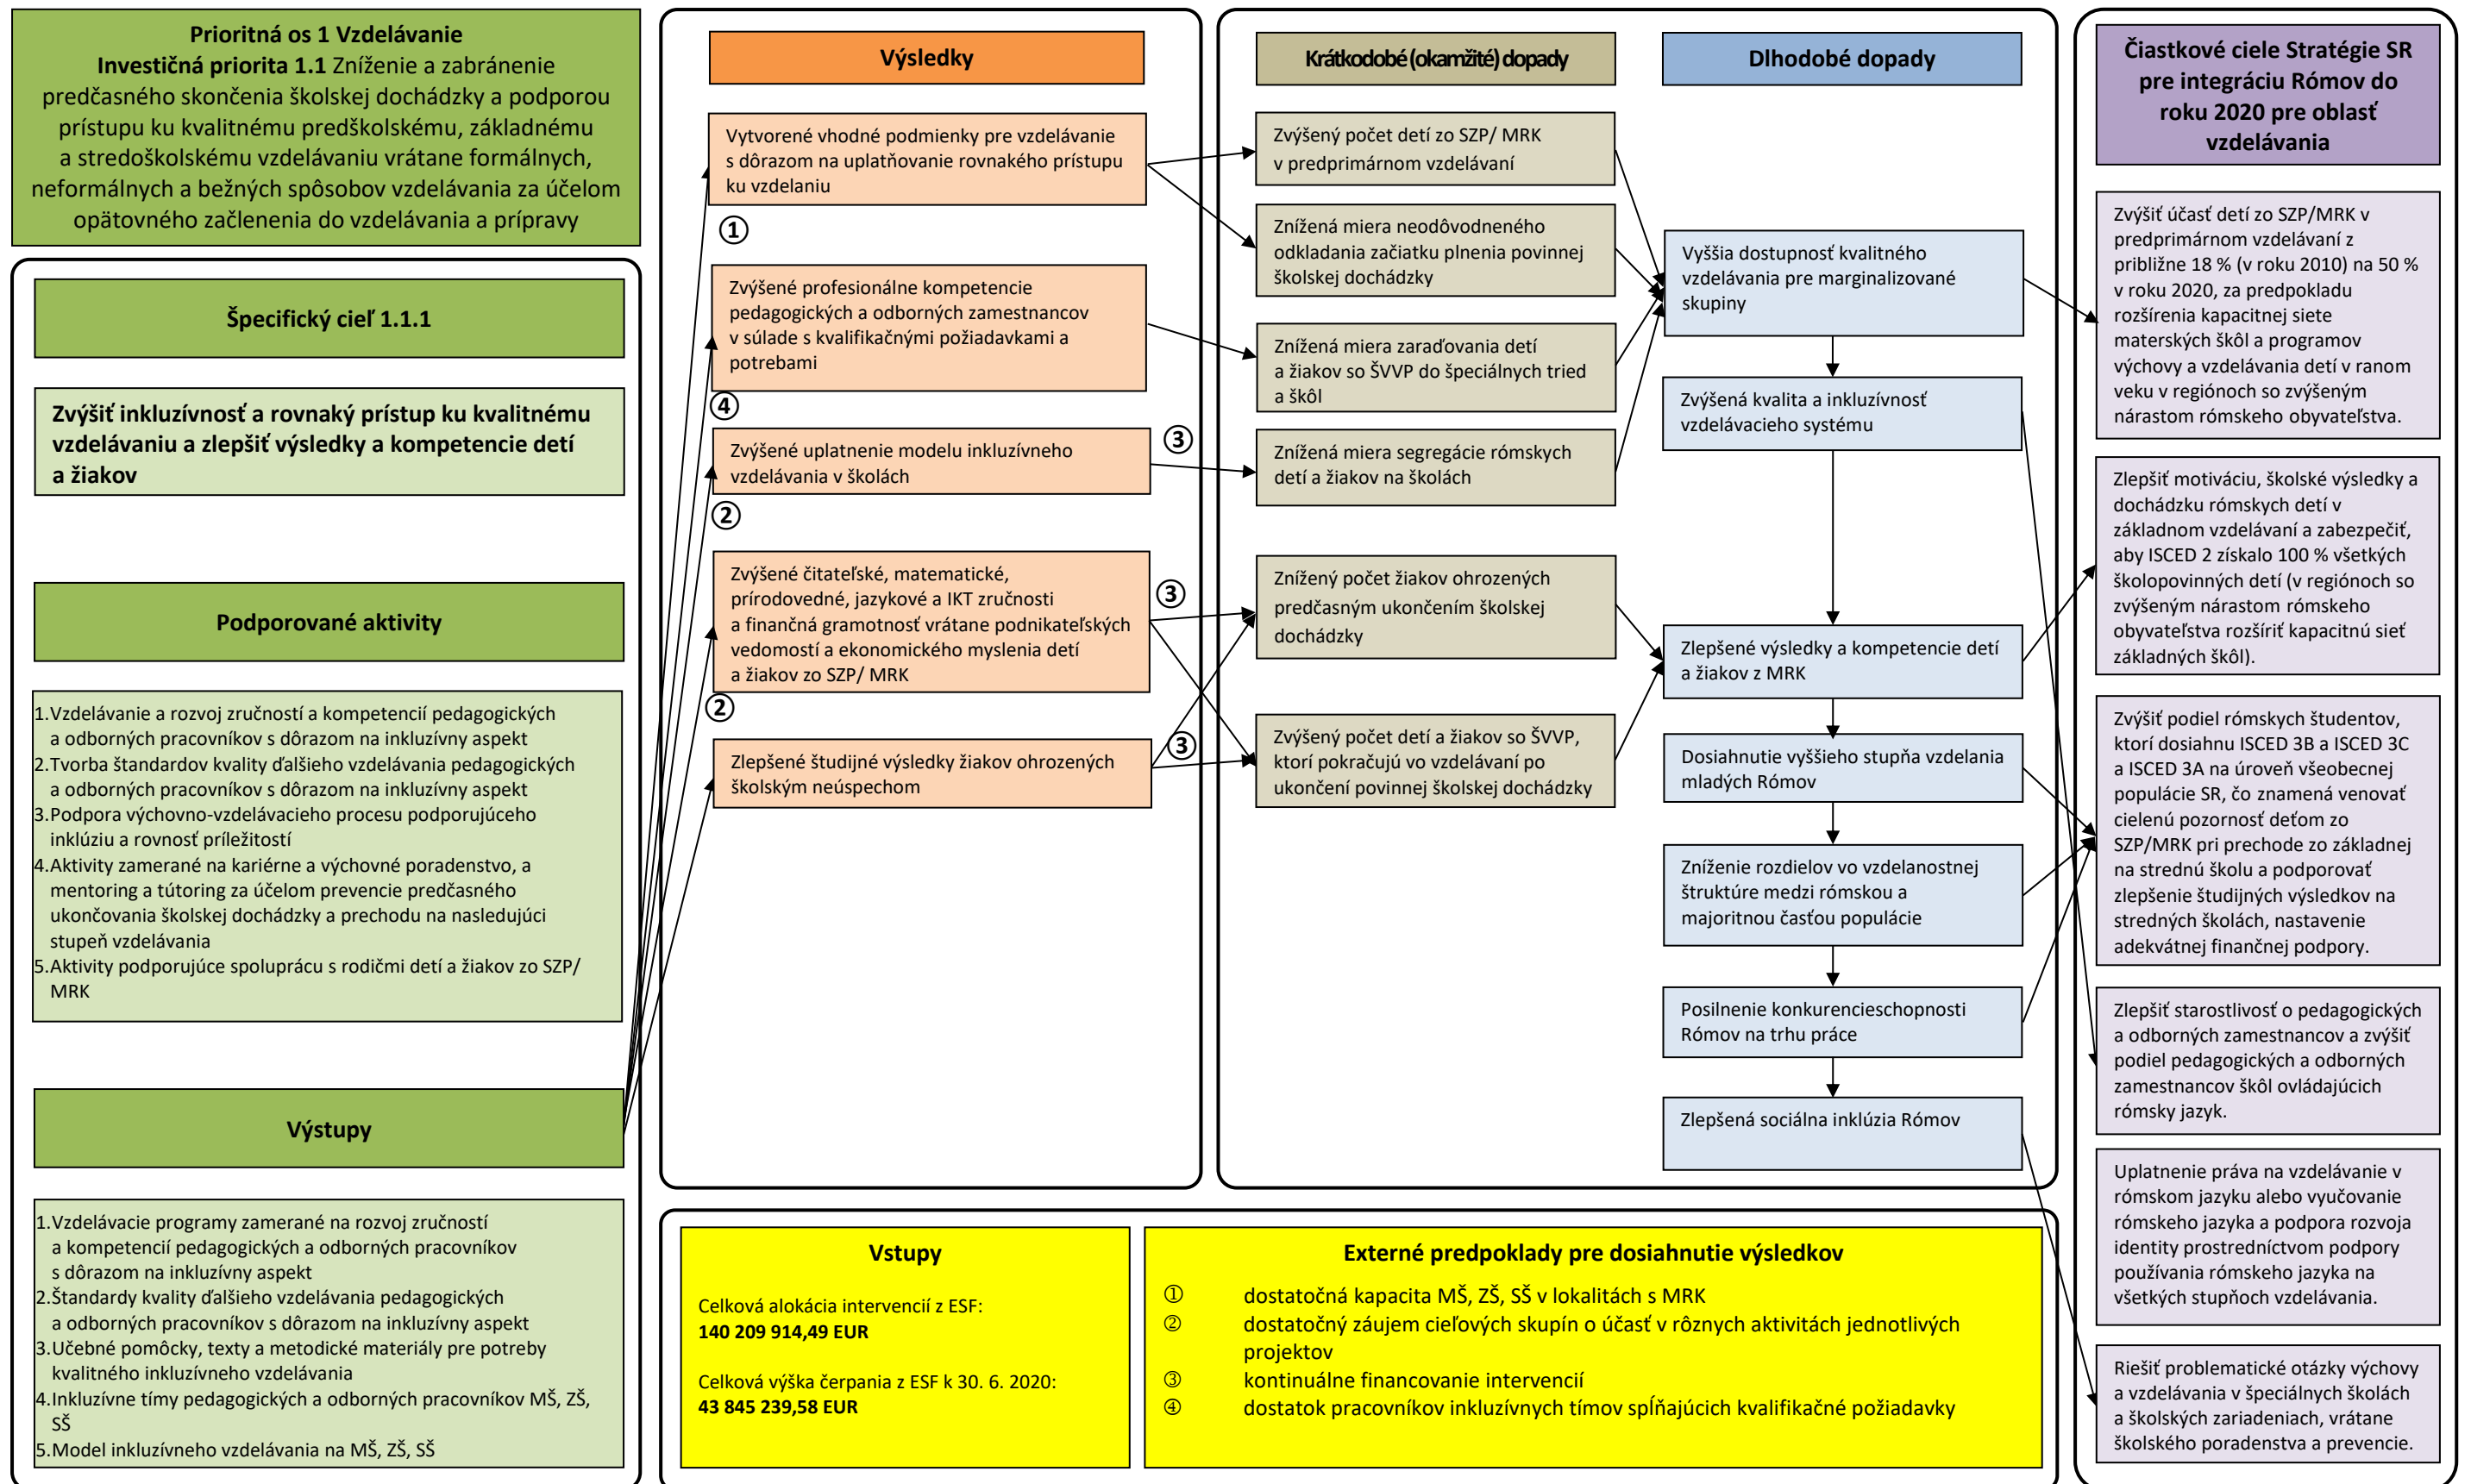 Prioritná os 1 Vzdelávanie
Investičná priorita 1.1 Zníženie a zabránenie
predčasného skončenia školskej dochádzky a podporou
prístupu ku kvalitnému predškolskému, základnému
a stredoškolskému vzdelávaniu vrátane formálnych,
neformálnych a bežných spôsobov vzdelávania za účelom
opätovného začlenenia do vzdelávania a prípravy
Špecifický cieľ 1.1.1
Zvýšiť inkluzívnosť a rovnaký prístup ku kvalitnému
vzdelávaniu a zlepšiť výsledky a kompetencie detí
a žiakov
Podporované aktivity
1.Vzdelávanie a rozvoj zručností a kompetencií pedagogických
a odborných pracovníkov s dôrazom na inkluzívny aspekt
2.Tvorba štandardov kvality ďalšieho vzdelávania pedagogických
a odborných pracovníkov s dôrazom na inkluzívny aspekt
3.Podpora výchovno-vzdelávacieho procesu podporujúceho
inklúziu a rovnosť príležitostí
4.Aktivity zamerané na kariérne a výchovné poradenstvo, a
mentoring a tútoring za účelom prevencie predčasného
ukončovania školskej dochádzky a prechodu na nasledujúci
stupeň vzdelávania
5.Aktivity podporujúce spoluprácu s rodičmi detí a žiakov zo SZP/
MRK
Výstupy
1.Vzdelávacie programy zamerané na rozvoj zručností
a kompetencií pedagogických a odborných pracovníkov
s dôrazom na inkluzívny aspekt
2.Štandardy kvality ďalšieho vzdelávania pedagogických
a odborných pracovníkov s dôrazom na inkluzívny aspekt
3.Učebné pomôcky, texty a metodické materiály pre potreby
kvalitného inkluzívneho vzdelávania
4.Inkluzívne tímy pedagogických a odborných pracovníkov MŠ, ZŠ,
SŠ
5.Model inkluzívneho vzdelávania na MŠ, ZŠ, SŠ
Výsledky
Vytvorené vhodné podmienky pre vzdelávanie
s dôrazom na uplatňovanie rovnakého prístupu
ku vzdelaniu
①
Zvýšené profesionálne kompetencie
pedagogických a odborných zamestnancov
v súlade s kvalifikačnými požiadavkami a
potrebami
④
Zvýšené uplatnenie modelu inkluzívneho
vzdelávania v školách
③
②
Zvýšené čitateľské, matematické,
prírodovedné, jazykové a IKT zručnosti
a finančná gramotnosť vrátane podnikateľských
vedomostí a ekonomického myslenia detí
a žiakov zo SZP/ MRK
③
②
Zlepšené študijné výsledky žiakov ohrozených
školským neúspechom
③
Krátkodobé (okamžité) dopady
Zvýšený počet detí zo SZP/ MRK
v predprimárnom vzdelávaní
Znížená miera neodôvodneného
odkladania začiatku plnenia povinnej
školskej dochádzky
Znížená miera zaraďovania detí
a žiakov so ŠVVP do špeciálnych tried
a škôl
Znížená miera segregácie rómskych
detí a žiakov na školách
Znížený počet žiakov ohrozených
predčasným ukončením školskej
dochádzky
Zvýšený počet detí a žiakov so ŠVVP,
ktorí pokračujú vo vzdelávaní po
ukončení povinnej školskej dochádzky
Dlhodobé dopady
Vyššia dostupnosť kvalitného
vzdelávania pre marginalizované
skupiny
Zvýšená kvalita a inkluzívnosť
vzdelávacieho systému
Zlepšené výsledky a kompetencie detí
a žiakov z MRK
Dosiahnutie vyššieho stupňa vzdelania
mladých Rómov
Zníženie rozdielov vo vzdelanostnej
štruktúre medzi rómskou a
majoritnou časťou populácie
Posilnenie konkurencieschopnosti
Rómov na trhu práce
Zlepšená sociálna inklúzia Rómov
Čiastkové ciele Stratégie SR
pre integráciu Rómov do
roku 2020 pre oblasť
vzdelávania
Zvýšiť účasť detí zo SZP/MRK v
predprimárnom vzdelávaní z
približne 18 % (v roku 2010) na 50 %
v roku 2020, za predpokladu
rozšírenia kapacitnej siete
materských škôl a programov
výchovy a vzdelávania detí v ranom
veku v regiónoch so zvýšeným
nárastom rómskeho obyvateľstva.
Zlepšiť motiváciu, školské výsledky a
dochádzku rómskych detí v
základnom vzdelávaní a zabezpečiť,
aby ISCED 2 získalo 100 % všetkých
školopovinných detí (v regiónoch so
zvýšeným nárastom rómskeho
obyvateľstva rozšíriť kapacitnú sieť
základných škôl).
Zvýšiť podiel rómskych študentov,
ktorí dosiahnu ISCED 3B a ISCED 3C
a ISCED 3A na úroveň všeobecnej
populácie SR, čo znamená venovať
cielenú pozornosť deťom zo
SZP/MRK pri prechode zo základnej
na strednú školu a podporovať
zlepšenie študijných výsledkov na
stredných školách, nastavenie
adekvátnej finančnej podpory.
Zlepšiť starostlivosť o pedagogických
a odborných zamestnancov a zvýšiť
podiel pedagogických a odborných
zamestnancov škôl ovládajúcich
rómsky jazyk.
Uplatnenie práva na vzdelávanie v
rómskom jazyku alebo vyučovanie
rómskeho jazyka a podpora rozvoja
identity prostredníctvom podpory
používania rómskeho jazyka na
všetkých stupňoch vzdelávania.
Riešiť problematické otázky výchovy
a vzdelávania v špeciálnych školách
a školských zariadeniach, vrátane
školského poradenstva a prevencie.
Vstupy
Celková alokácia intervencií z ESF:
140 209 914,49 EUR
Celková výška čerpania z ESF k 30. 6. 2020:
43 845 239,58 EUR
Externé predpoklady pre dosiahnutie výsledkov
① dostatočná kapacita MŠ, ZŠ, SŠ v lokalitách s MRK
② dostatočný záujem cieľových skupín o účasť v rôznych aktivitách jednotlivých
projektov
③ kontinuálne financovanie intervencií
④ dostatok pracovníkov inkluzívnych tímov spĺňajúcich kvalifikačné požiadavky